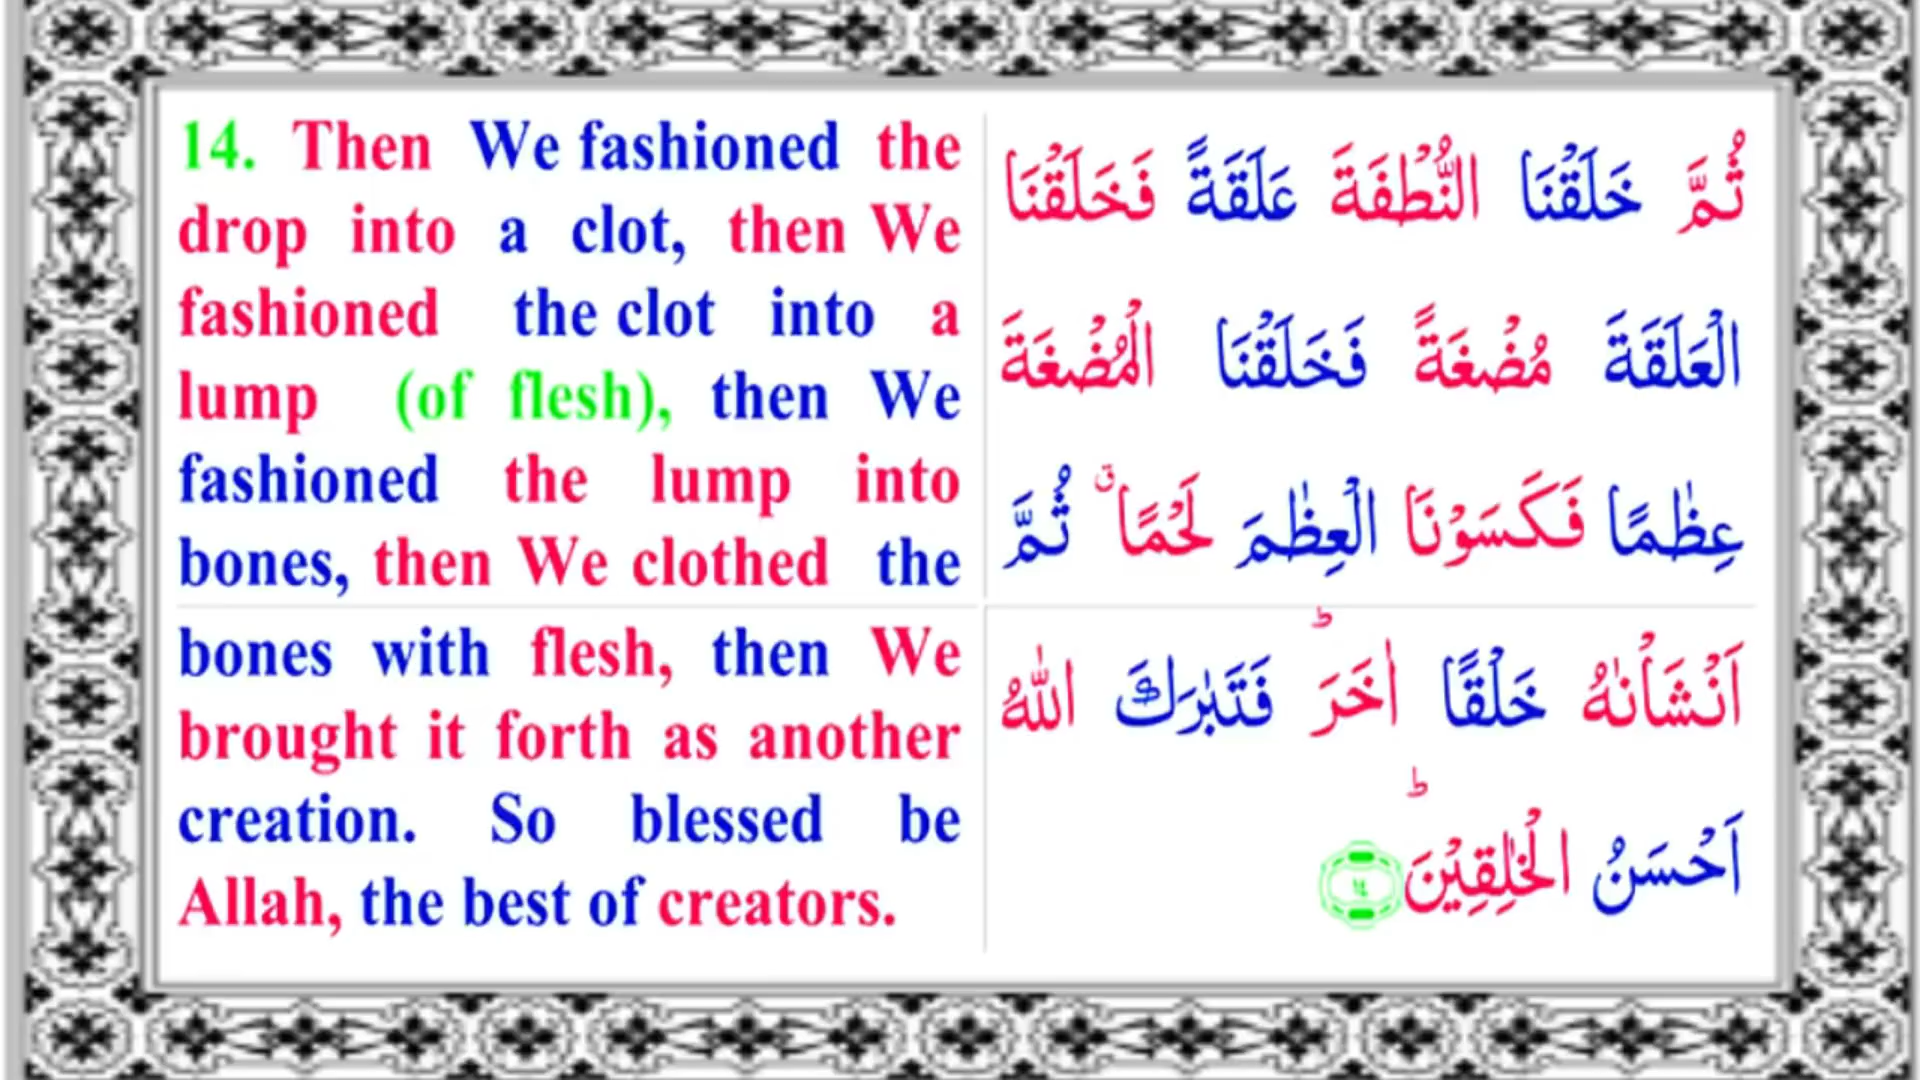 14. Then We fashioned the
drop into a clot, then We
fashioned the clot into a
lump (of flesh), then We
fashioned the lump into
bones, then We clothed the
bones with flesh, then We
brought it forth as another
creation. So blessed be
Allah, the best of creators.
ثُمَّ خَلَقْنَا النُّطْفَةَ عَلَقَةً فَخَلَقْنَا
الْعَلَقَةَ مُضْغَةً فَخَلَقْنَا الْمُضْغَةَ
عِظٰمًا فَكَسَوْنَا الْعِظٰمَ لَحْمًا ۤ ثُمَّ
اَنْشَاْنٰهُ خَلْقًا اٰخَرَ ؕ فَتَبٰرَكَ اللّٰهُ
اَحْسَنُ الْخٰلِقِيْنَ ؕ ١٤